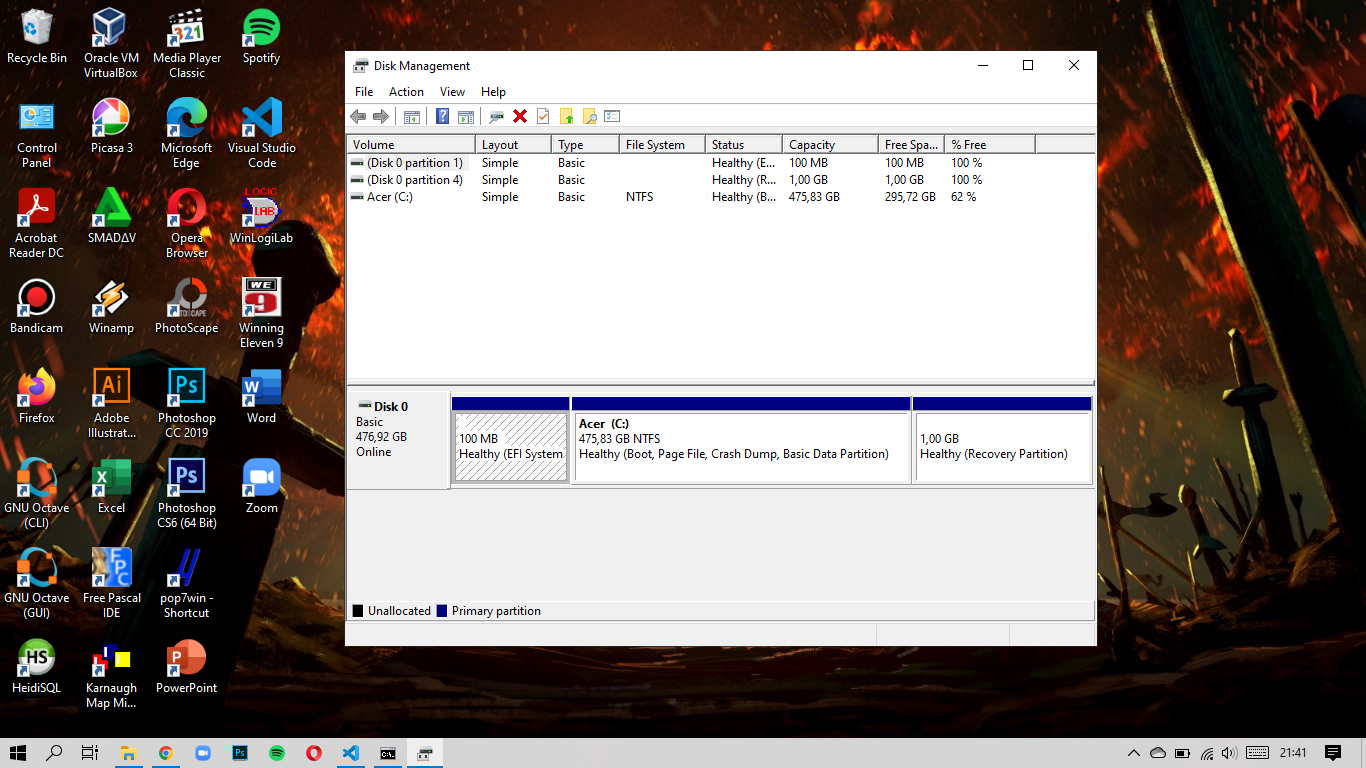 Recycle Bin
Oracle VM
VirtualBox
Media Player
Classic
Spotify
Control
Panel
Picasa 3
Microsoft
Edge
Visual Studio
Code
Acrobat
Reader DC
SMADΔV
Opera
Browser
LOGIC
LAB
WinLogiLab
Bandicam
Winamp
PhotoScape
WE
9
Winning
Eleven 9
Firefox
Ai
Adobe
Illustrat...
Ps
Photoshop
CC 2019
W
Word
GNU Octave
(CLI)
X
Excel
Ps
Photoshop
CS6 (64 Bit)
Zoom
GNU Octave
(GUI)
FPC
Free Pascal
IDE
pop7win -
Shortcut
HS
HeidiSQL
Karnaugh
Map Mi...
P
PowerPoint
321
Disk Management
File Action View Help
Volume Layout Type File System Status Capacity Free Spa... % Free
(Disk 0 partition 1) Simple Basic Healthy (E... 100 MB 100 MB 100 %
(Disk 0 partition 4) Simple Basic Healthy (R... 1,00 GB 1,00 GB 100 %
Acer (C:) Simple Basic NTFS Healthy (B... 475,83 GB 295,72 GB 62 %
Disk 0
Basic
476,92 GB
Online
100 MB
Healthy (EFI System
Acer (C:)
475,83 GB NTFS
Healthy (Boot, Page File, Crash Dump, Basic Data Partition)
1,00 GB
Healthy (Recovery Partition)
Unallocated Primary partition
Ps
21:41